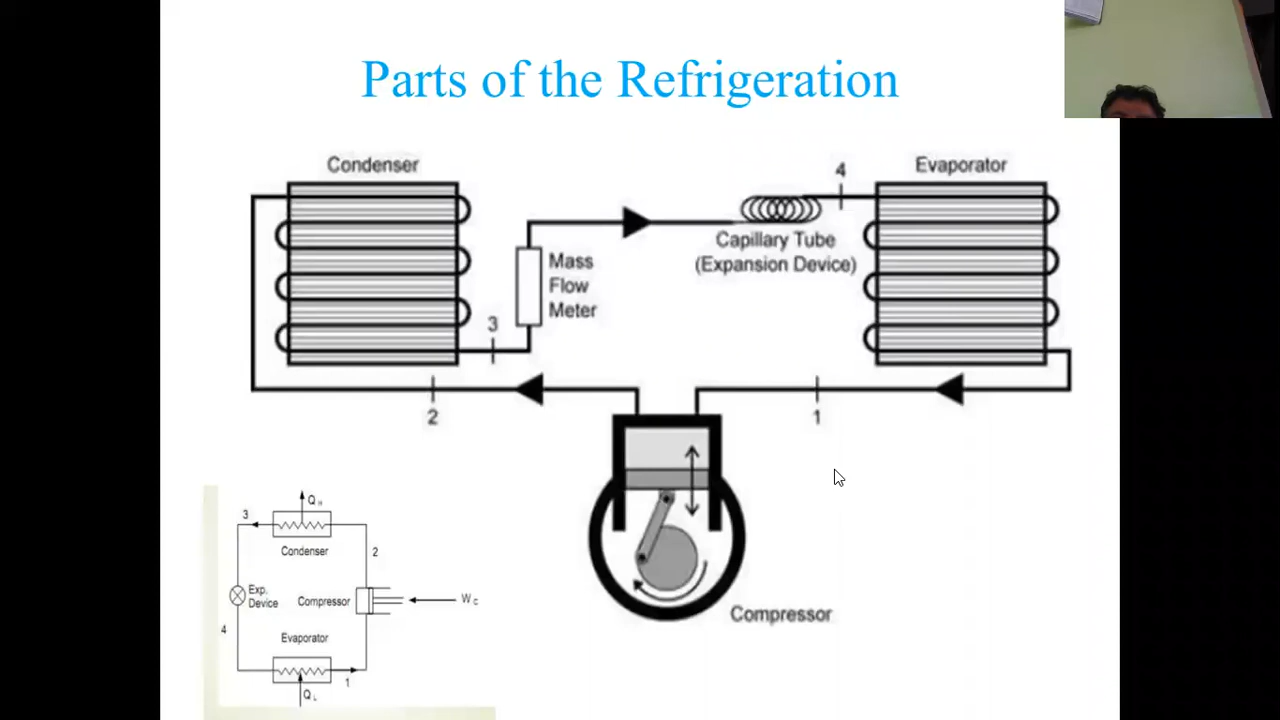 Parts of the Refrigeration
Condenser
4
Evaporator
Capillary Tube
(Expansion Device)
Mass
Flow
Meter
3
2
1
Compressor
Q H
3
Condenser
2
Exp.
Device
Compressor
W C
4
Evaporator
1
Q L